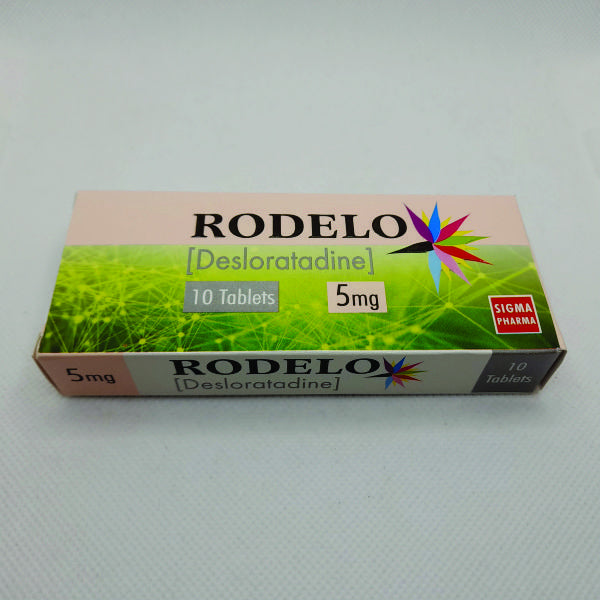 RODELO
[Desloratadine]
10 Tablets
5mg
SIGMA
PHARMA
5mg
RODELO
[Desloratadine]
10
Tablets